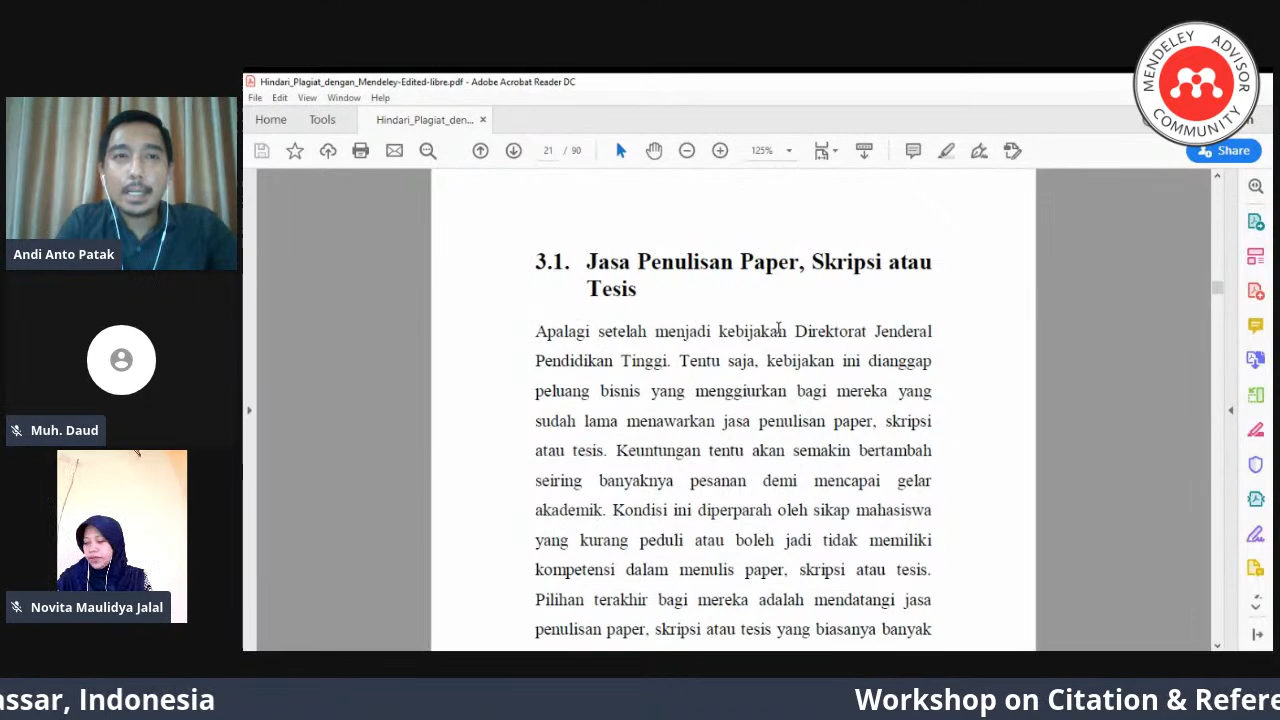 MENDELEY ADVISOR COMMUNITY
Hindari_Plagiat_dengan_Mendeley-Edited-libre.pdf - Adobe Acrobat Reader DC
File Edit View Window Help
Home Tools Hindari_Plagiat_den... ×
21 / 90 125%
Share
Andi Anto Patak
Muh. Daud
Novita Maulidya Jalal
3.1. Jasa Penulisan Paper, Skripsi atau
Tesis
Apalagi setelah menjadi kebijakan Direktorat Jenderal
Pendidikan Tinggi. Tentu saja, kebijakan ini dianggap
peluang bisnis yang menggiurkan bagi mereka yang
sudah lama menawarkan jasa penulisan paper, skripsi
atau tesis. Keuntungan tentu akan semakin bertambah
seiring banyaknya pesanan demi mencapai gelar
akademik. Kondisi ini diperparah oleh sikap mahasiswa
yang kurang peduli atau boleh jadi tidak memiliki
kompetensi dalam menulis paper, skripsi atau tesis.
Pilihan terakhir bagi mereka adalah mendatangi jasa
penulisan paper, skripsi atau tesis yang biasanya banyak
assar, Indonesia
Workshop on Citation & Refere